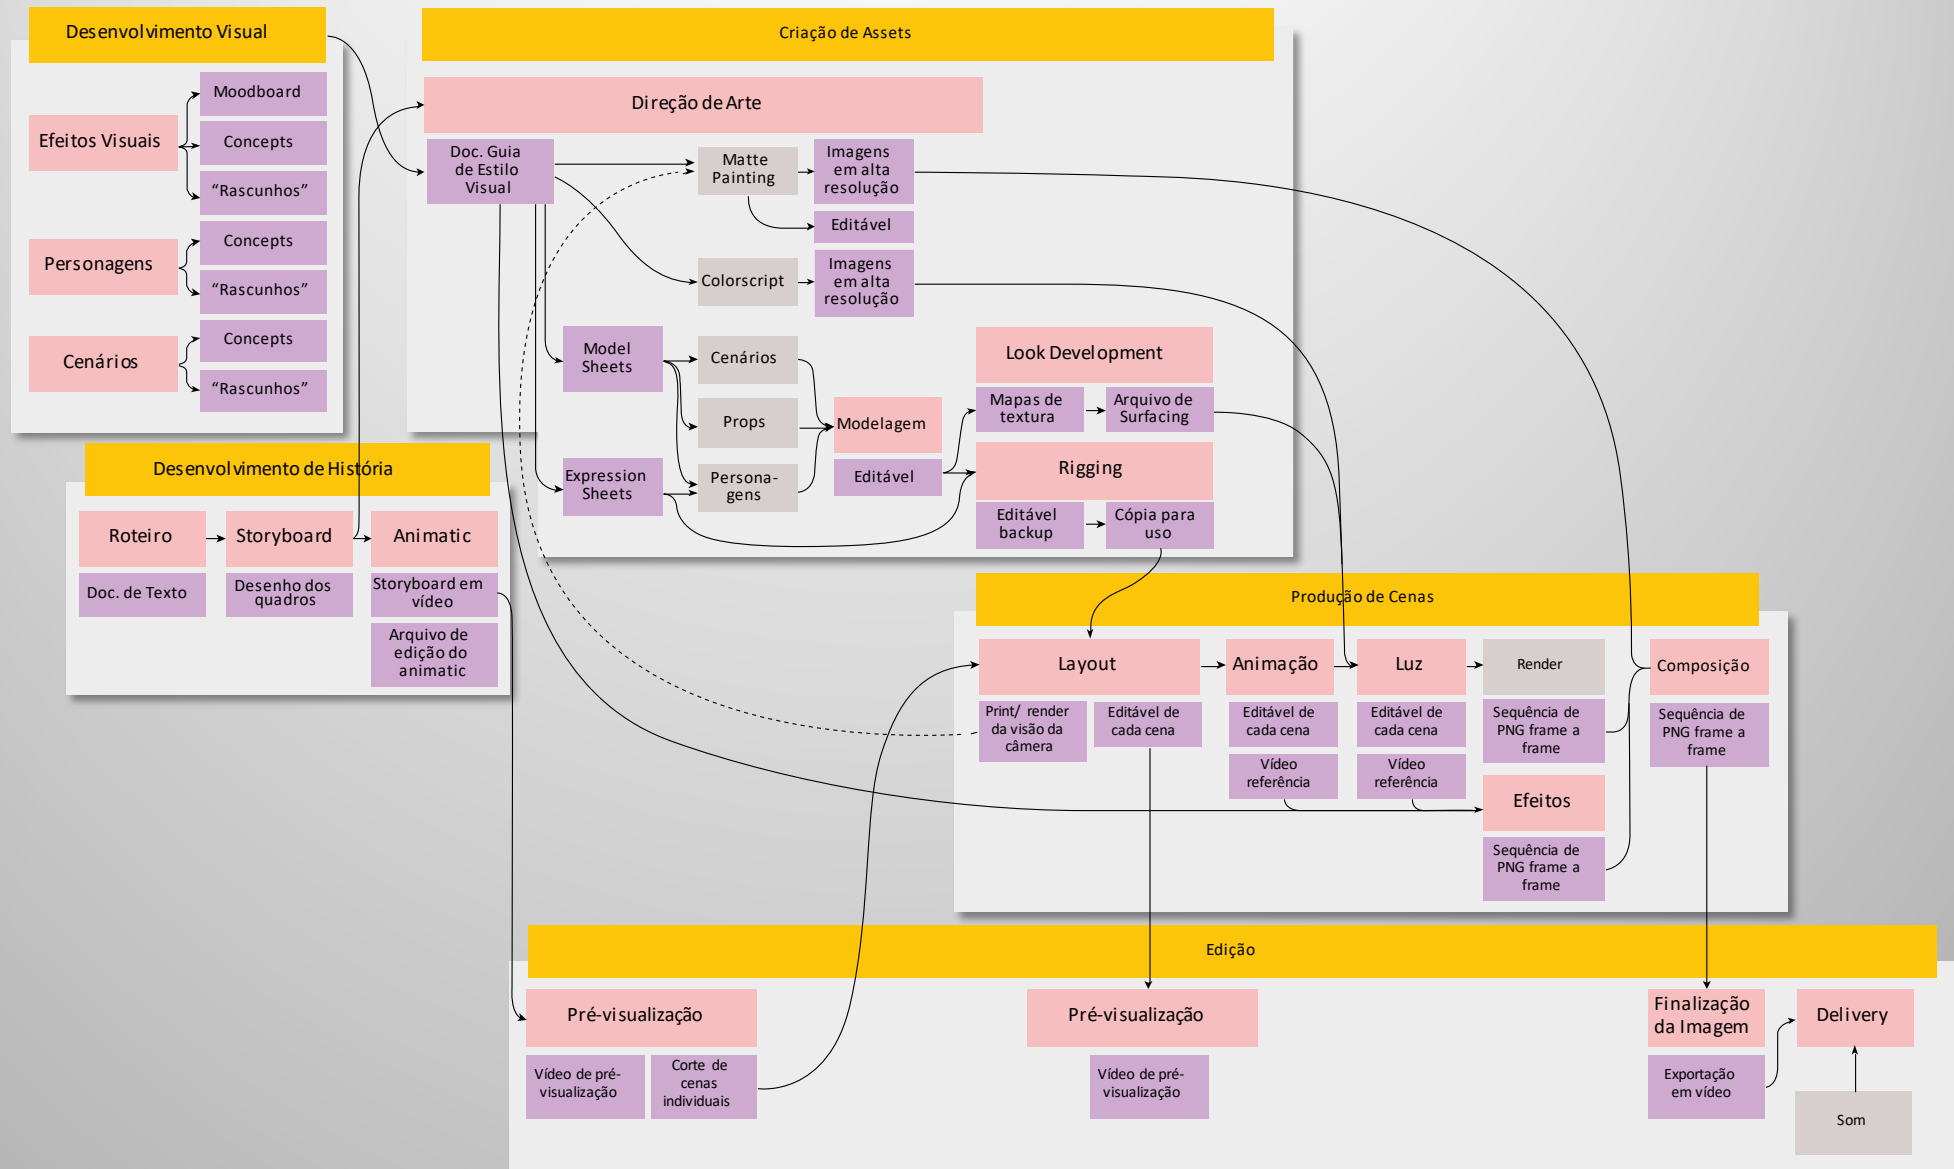 Desenvolvimento Visual
Efeitos Visuais
Moodboard
Concepts
“Rascunhos”
Personagens
Concepts
“Rascunhos”
Cenários
Concepts
“Rascunhos”
Desenvolvimento de História
Roteiro
Doc. de Texto
Storyboard
Desenho dos
quadros
Animatic
Storyboard em
vídeo
Arquivo de
edição do
animatic
Criação de Assets
Direção de Arte
Doc. Guia
de Estilo
Visual
Matte
Painting
Imagens
em alta
resolução
Editável
Colorscript
Imagens
em alta
resolução
Model
Sheets
Expression
Sheets
Cenários
Props
Persona-
gens
Modelagem
Editável
Look Development
Mapas de
textura
Arquivo de
Surfacing
Rigging
Editável
backup
Cópia para
uso
Produção de Cenas
Layout
Print/ render
da visão da
câmera
Editável de
cada cena
Animação
Editável de
cada cena
Vídeo
referência
Luz
Editável de
cada cena
Vídeo
referência
Render
Sequência de
PNG frame a
frame
Efeitos
Sequência de
PNG frame a
frame
Composição
Sequência de
PNG frame a
frame
Edição
Pré-visualização
Vídeo de pré-
visualização
Corte de
cenas
individuais
Pré-visualização
Vídeo de pré-
visualização
Finalização
da Imagem
Exportação
em vídeo
Delivery
Som